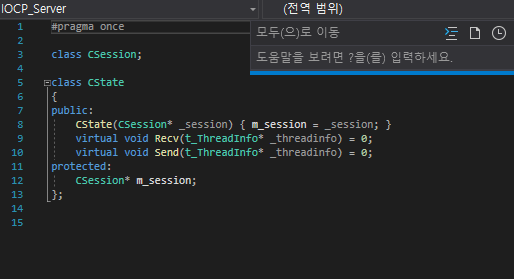 IOCP_Server
(전역 범위)
모두(으)로 이동
도움말을 보려면 ?을(를) 입력하세요.
1 #pragma once
2
3 class CSession;
4
5 class CState
6 {
7 public:
8 CState(CSession* _session) { m_session = _session; }
9 virtual void Recv(t_ThreadInfo* _threadinfo) = 0;
10 virtual void Send(t_ThreadInfo* _threadinfo) = 0;
11 protected:
12 CSession* m_session;
13 };
14
15